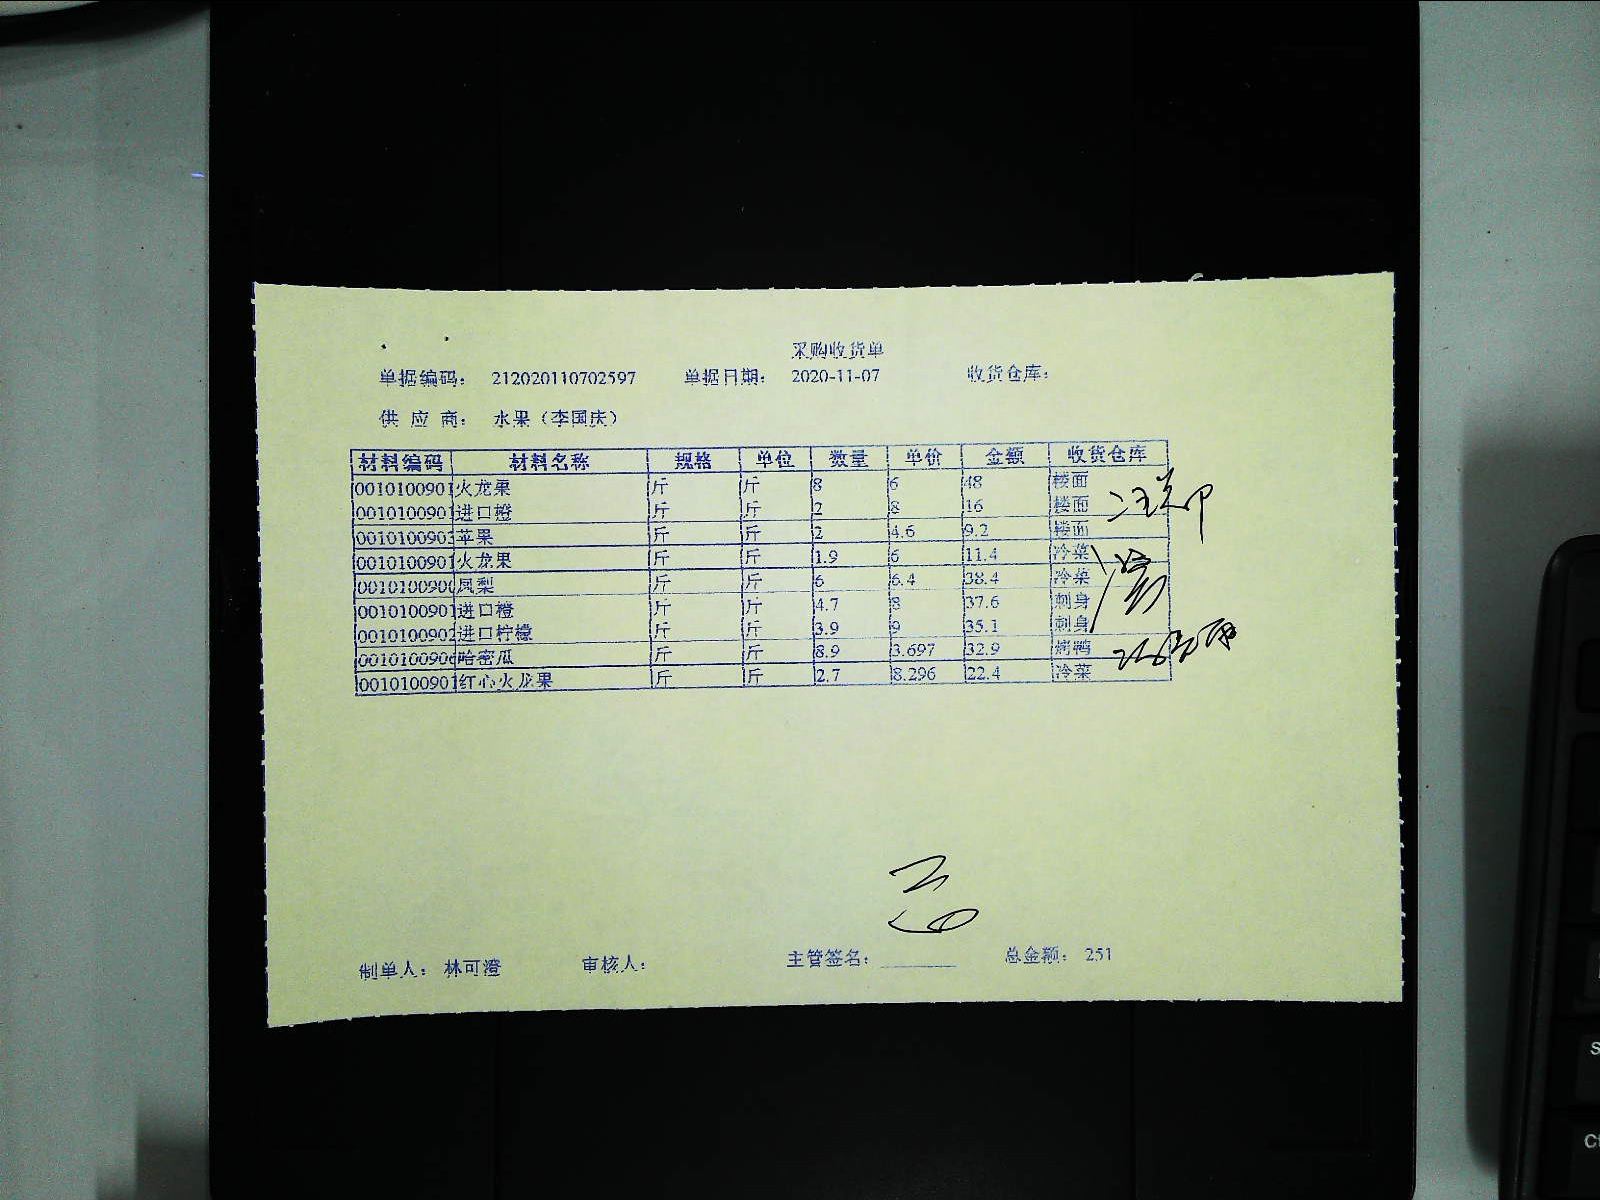 采购收货单
单据编码： 212020110702597 单据日期： 2020-11-07 收货仓库：
供 应 商： 水果（李国庆）
材料编码 材料名称 规格 单位 数量 单价 金额 收货仓库
0010100901 火龙果 斤 斤 8 6 48 楼面
0010100901 进口橙 斤 斤 2 8 16 楼面
0010100903 苹果 斤 斤 2 4.6 9.2 楼面
0010100901 火龙果 斤 斤 1.9 6 11.4 冷菜
0010100900 凤梨 斤 斤 6 6.4 38.4 冷菜
0010100901 进口橙 斤 斤 4.7 8 37.6 刺身
0010100902 进口柠檬 斤 斤 3.9 9 35.1 刺身
0010100906 哈密瓜 斤 斤 8.9 3.697 32.9 烤鸭
0010100901 红心火龙果 斤 斤 2.7 8.296 22.4 冷菜
制单人： 林可澄 审核人： 主管签名： 总金额： 251